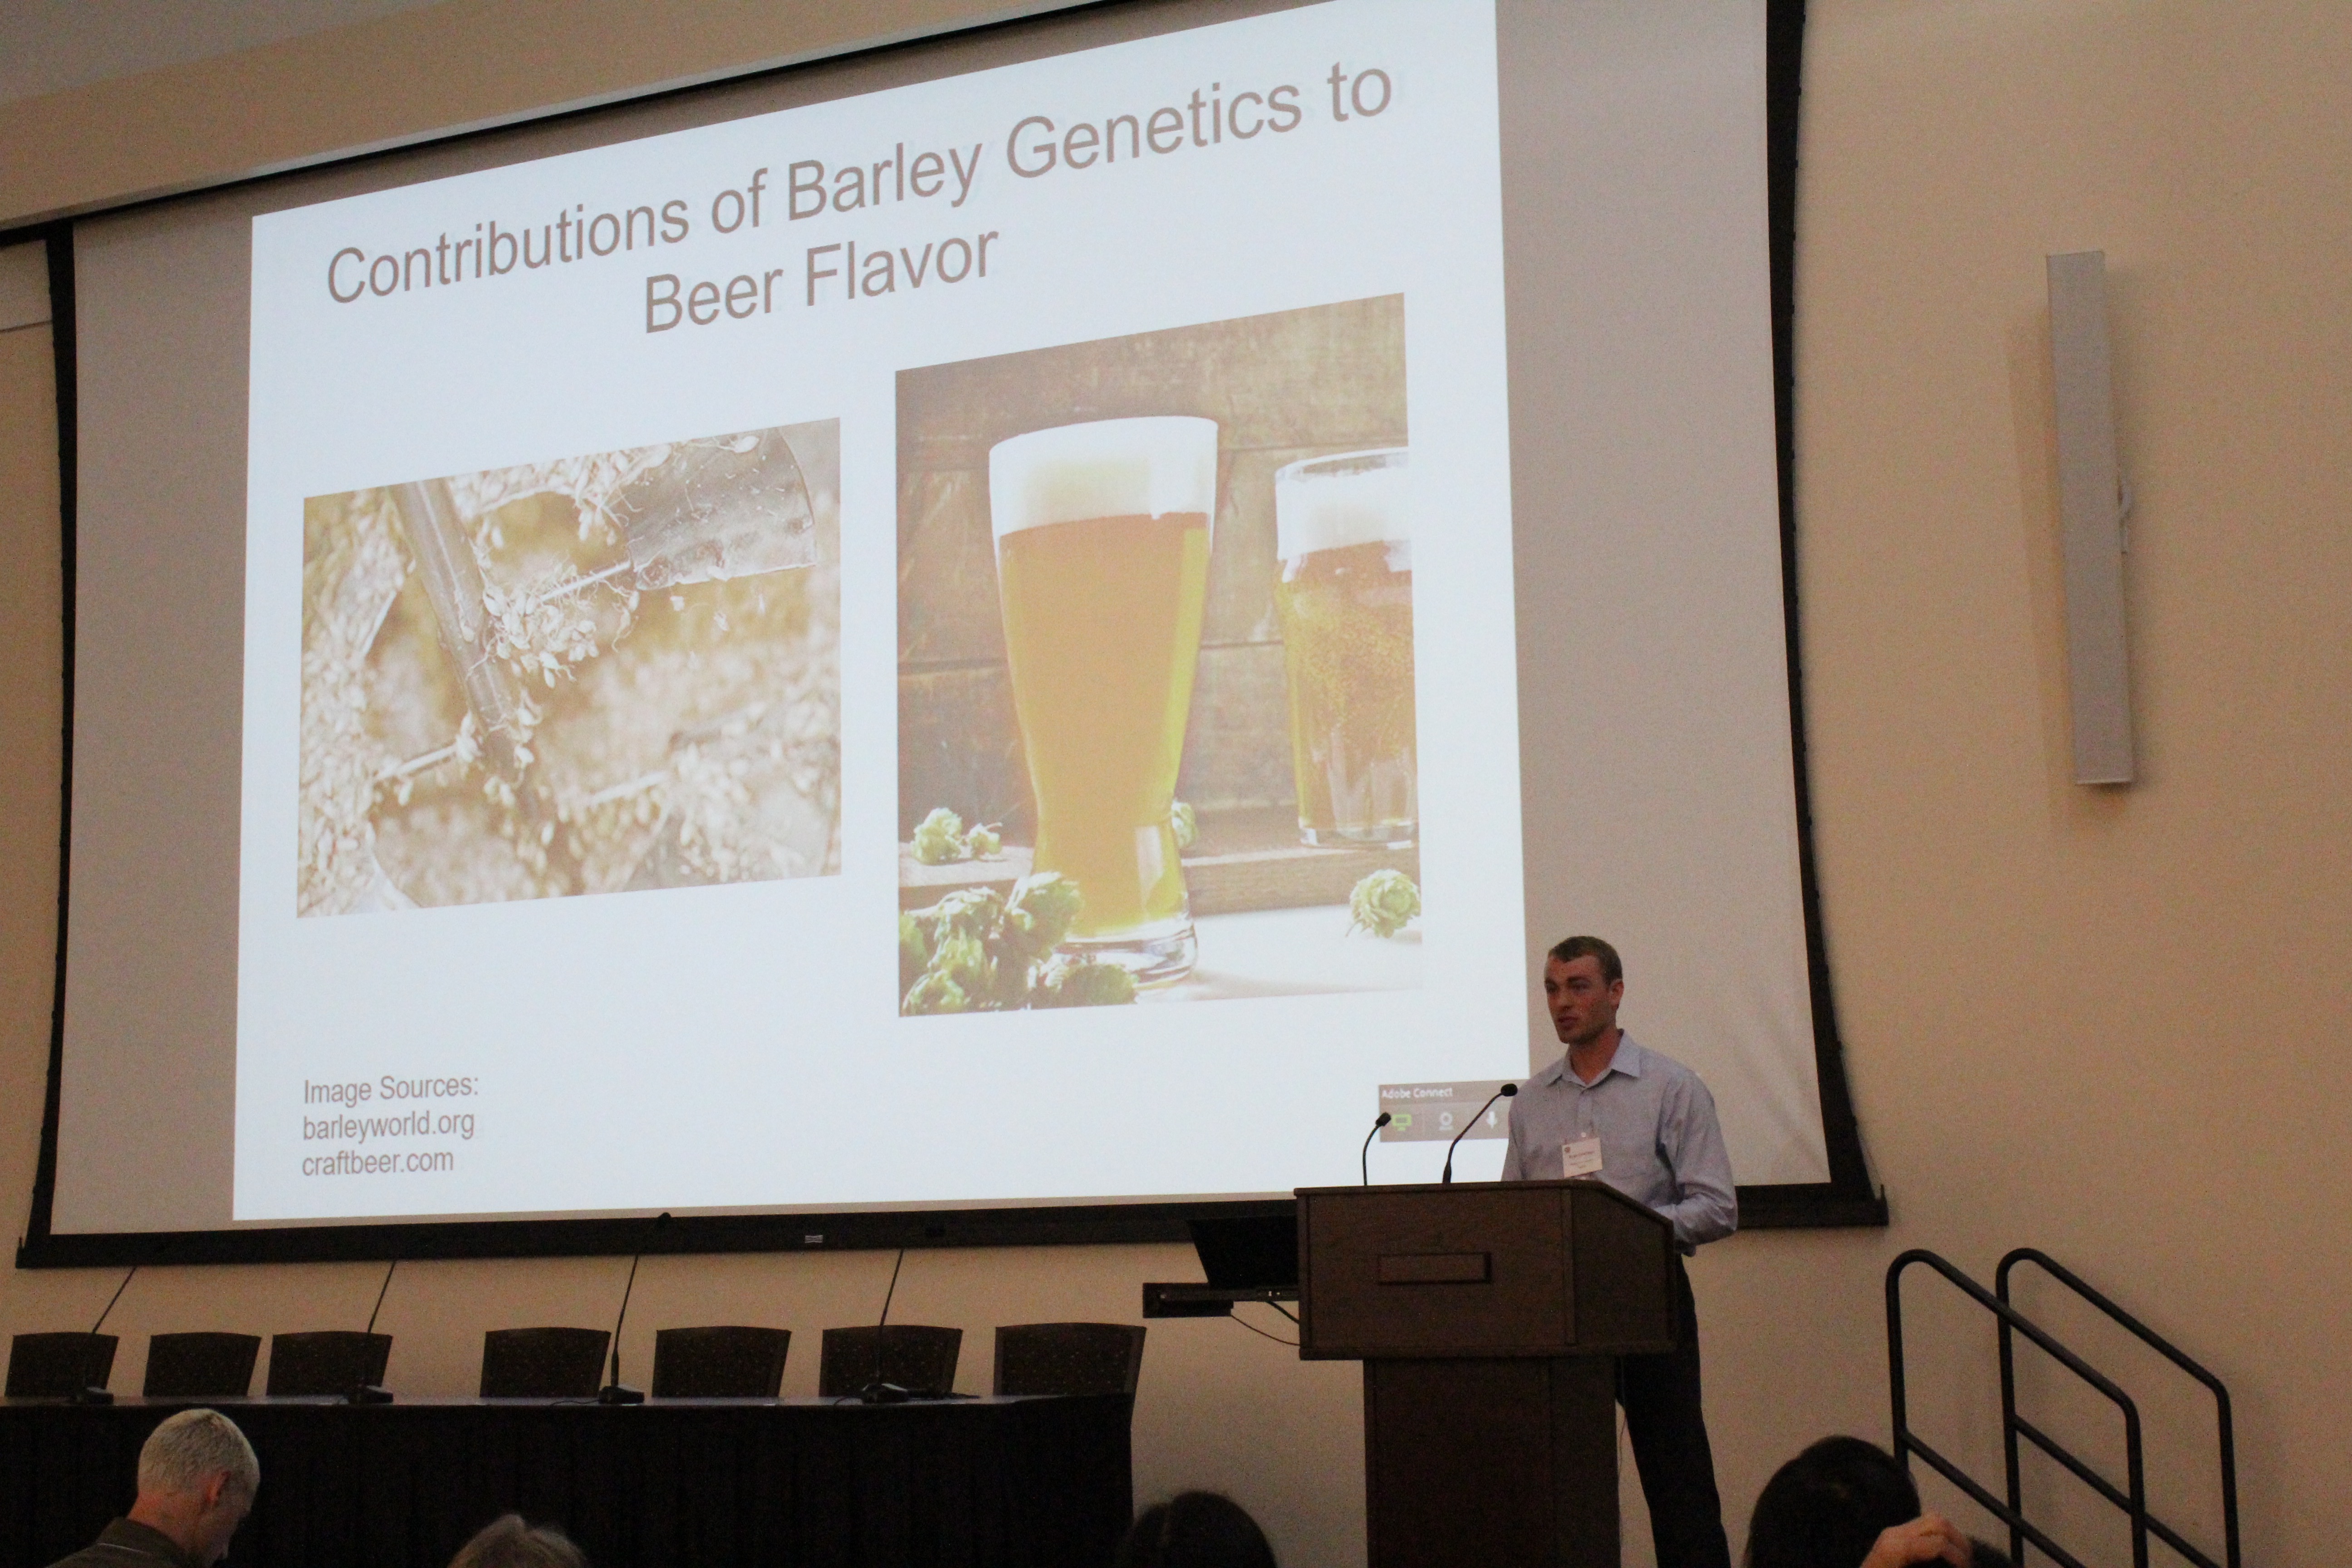 Contributions of Barley Genetics to
Beer Flavor
Image Sources:
barleyworld.org
craftbeer.com
Adobe Connect